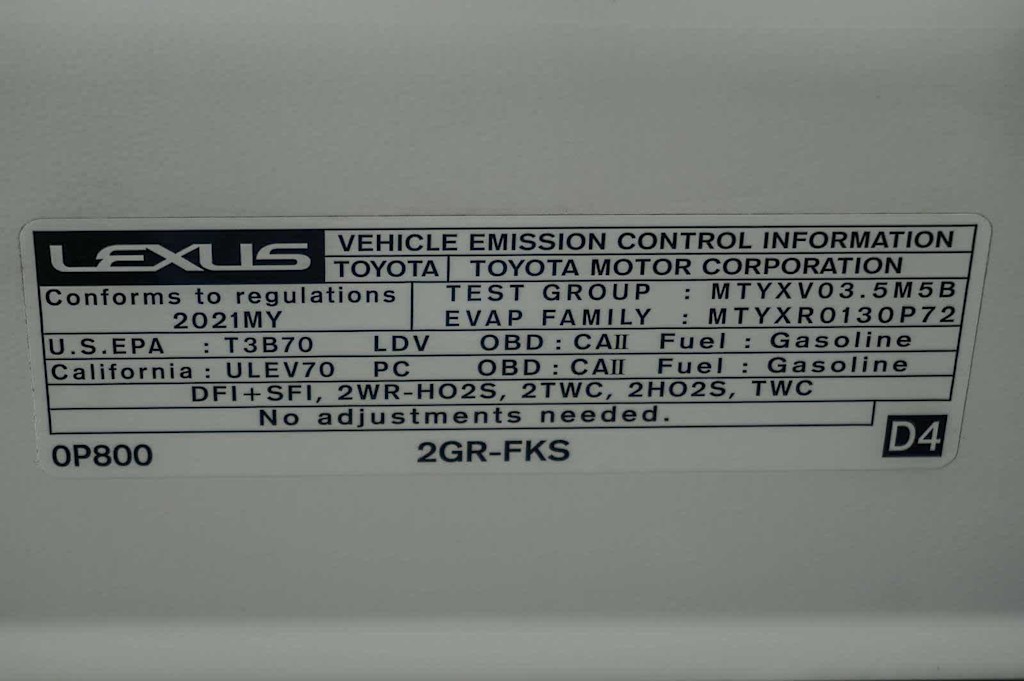 LEXUS VEHICLE EMISSION CONTROL INFORMATION
TOYOTA TOYOTA MOTOR CORPORATION
Conforms to regulations TEST GROUP : MTYXV03.5M5B
2021MY EVAP FAMILY : MTYXR0130P72
U.S.EPA : T3B70 LDV OBD : CAII Fuel : Gasoline
California : ULEV70 PC OBD : CAII Fuel : Gasoline
DFI+SFI, 2WR-HO2S, 2TWC, 2HO2S, TWC
No adjustments needed.
0P800 2GR-FKS D4